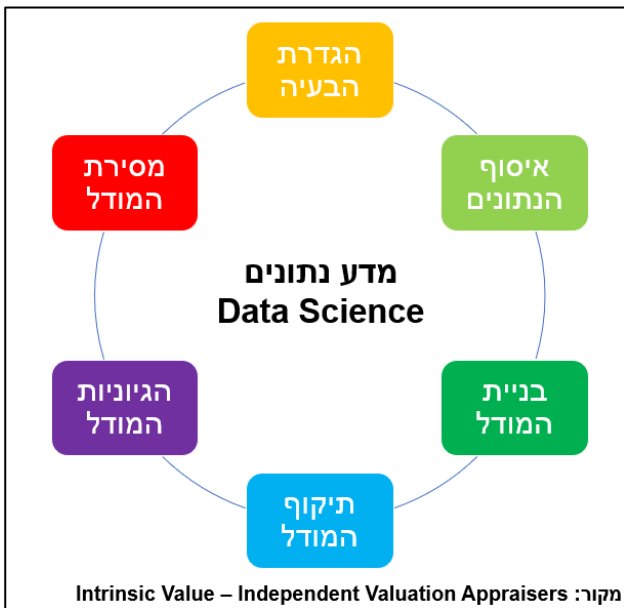 הגדרת
הבעיה
איסוף
הנתונים
בניית
המודל
תיקוף
המודל
הגיוניות
המודל
מסירת
המודל
מדע נתונים
Data Science
מקור: Intrinsic Value – Independent Valuation Appraisers